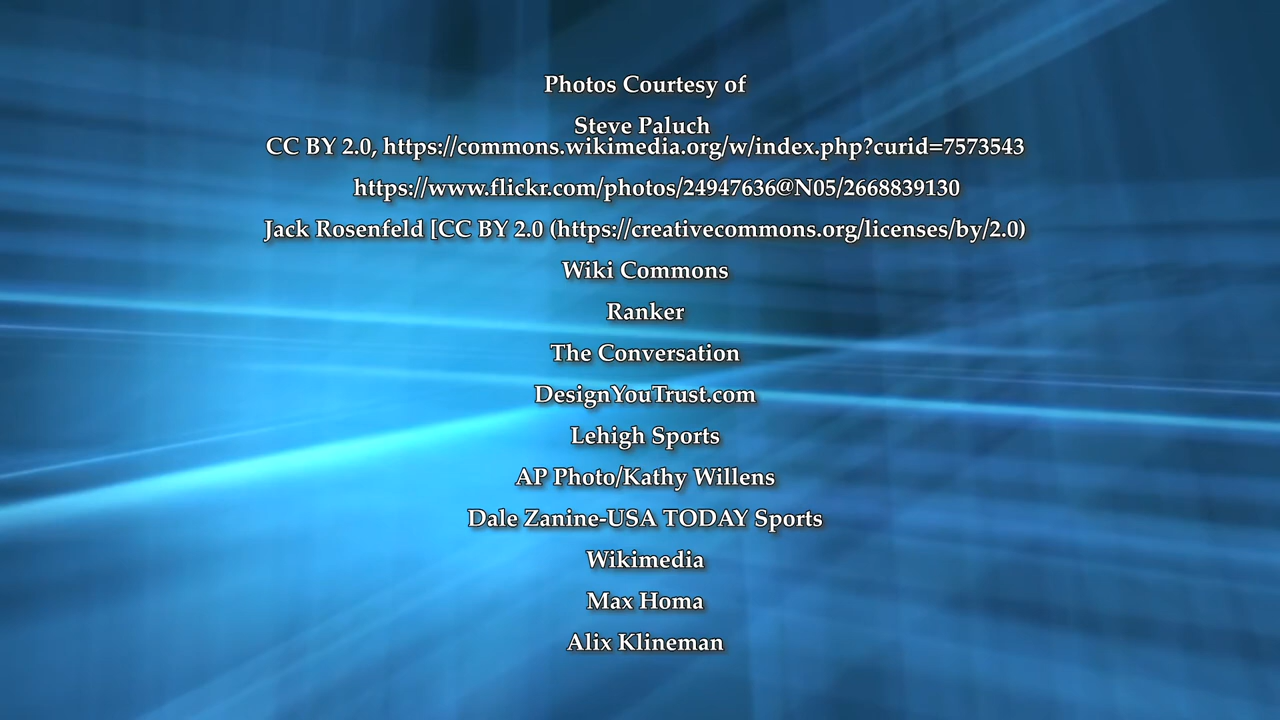 Photos Courtesy of
Steve Paluch
CC BY 2.0, https://commons.wikimedia.org/w/index.php?curid=7573543
https://www.flickr.com/photos/24947636@N05/2668839130
Jack Rosenfeld [CC BY 2.0 (https://creativecommons.org/licenses/by/2.0)
Wiki Commons
Ranker
The Conversation
DesignYouTrust.com
Lehigh Sports
AP Photo/Kathy Willens
Dale Zanine-USA TODAY Sports
Wikimedia
Max Homa
Alix Klineman